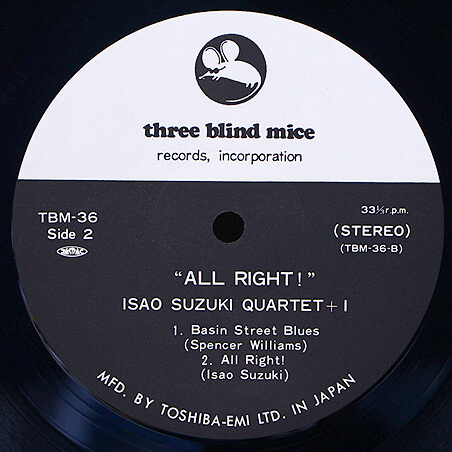 three blind mice
records, incorporation
TBM-36
Side 2
33⅓r.p.m.
(STEREO)
(TBM-36-B)
"ALL RIGHT!"
ISAO SUZUKI QUARTET+1
1. Basin Street Blues
(Spencer Williams)
2. All Right!
(Isao Suzuki)
MFD. BY TOSHIBA-EMI LTD. IN JAPAN